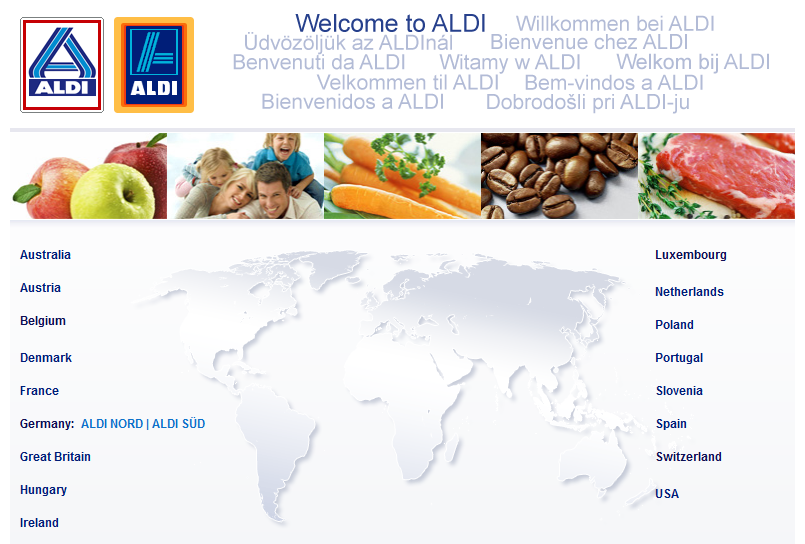 ALDI
ALDI
Welcome to ALDI
Willkommen bei ALDI
Üdvözöljük az ALDInál
Bienvenue chez ALDI
Benvenuti da ALDI
Witamy w ALDI
Welkom bij ALDI
Velkommen til ALDI
Bem-vindos a ALDI
Bienvenidos a ALDI
Dobrodošli pri ALDI-ju
Australia
Austria
Belgium
Denmark
France
Germany: ALDI NORD | ALDI SÜD
Great Britain
Hungary
Ireland
Luxembourg
Netherlands
Poland
Portugal
Slovenia
Spain
Switzerland
USA